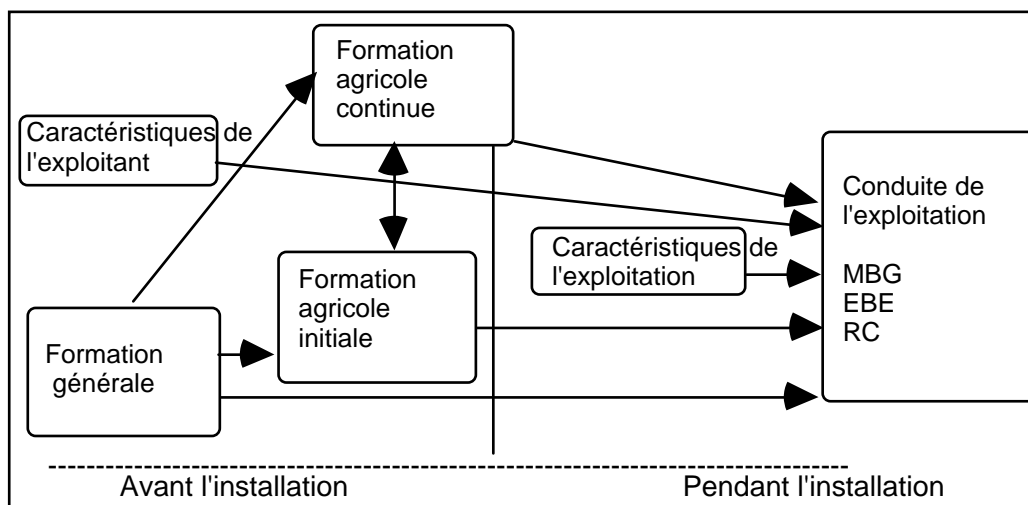 Formation
agricole
continue
Caractéristiques de
l'exploitant
Conduite de
l'exploitation
Caractéristiques de
l'exploitation
MBG
EBE
RC
Formation
agricole
initiale
Formation
générale
Avant l'installation
Pendant l'installation